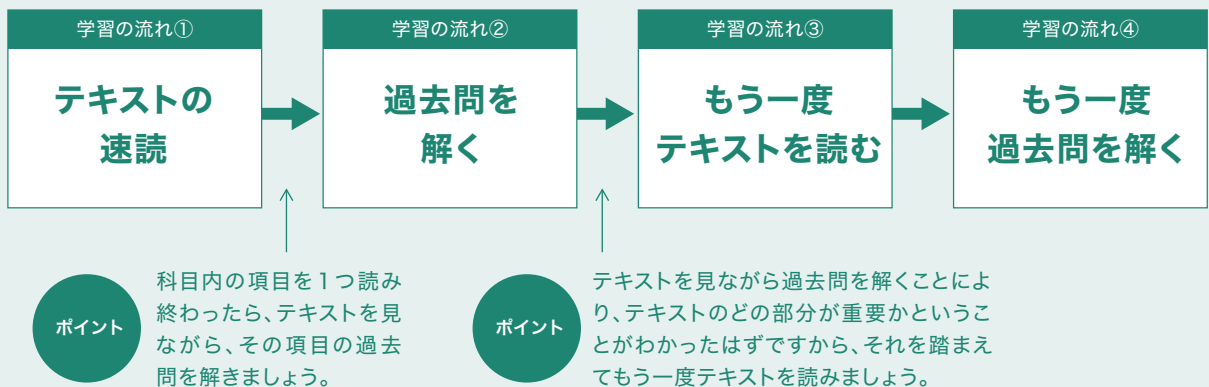 学習の流れ①
テキストの
速読
学習の流れ②
過去問を
解く
学習の流れ③
もう一度
テキストを読む
学習の流れ④
もう一度
過去問を解く
ポイント
科目内の項目を1つ読み
終わったら、テキストを見
ながら、その項目の過去
問を解きましょう。
ポイント
テキストを見ながら過去問を解くことによ
り、テキストのどの部分が重要かというこ
とがわかったはずですから、それを踏まえ
てもう一度テキストを読みましょう。